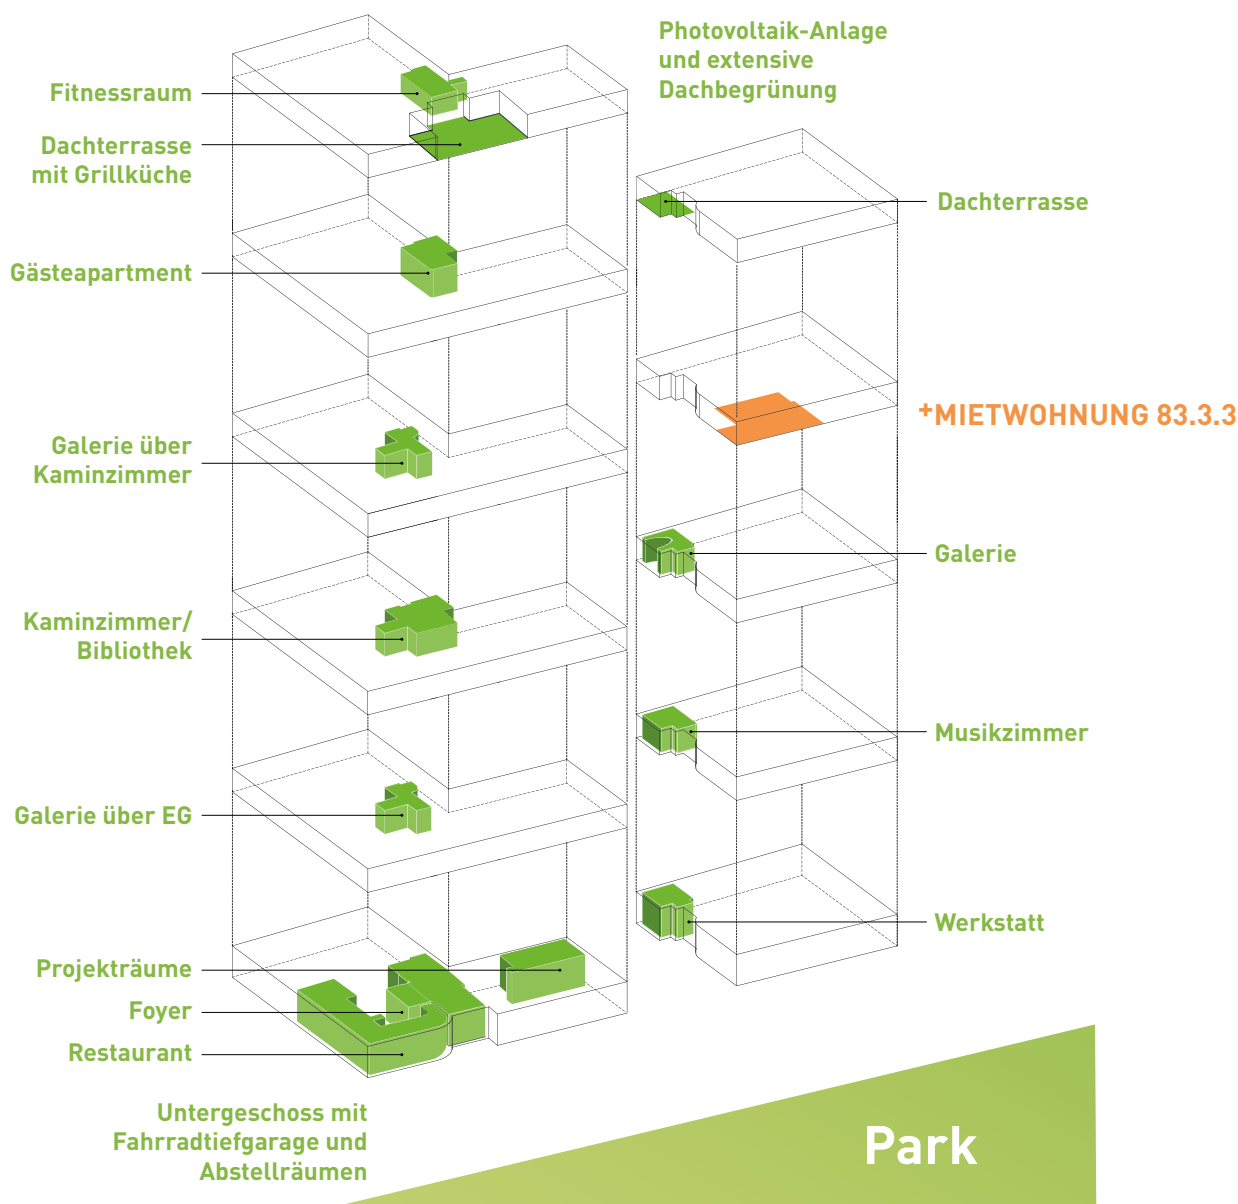 Photovoltaik-Anlage
und extensive
Dachbegrünung
Fitnessraum
Dachterrasse
mit Grillküche
Gästeapartment
Galerie über
Kaminzimmer
Kaminzimmer/
Bibliothek
Galerie über EG
Projekträume
Foyer
Restaurant
Untergeschoss mit
Fahrradtiefgarage und
Abstellräumen
Dachterrasse
+MIETWOHNUNG 83.3.3
Galerie
Musikzimmer
Werkstatt
Park